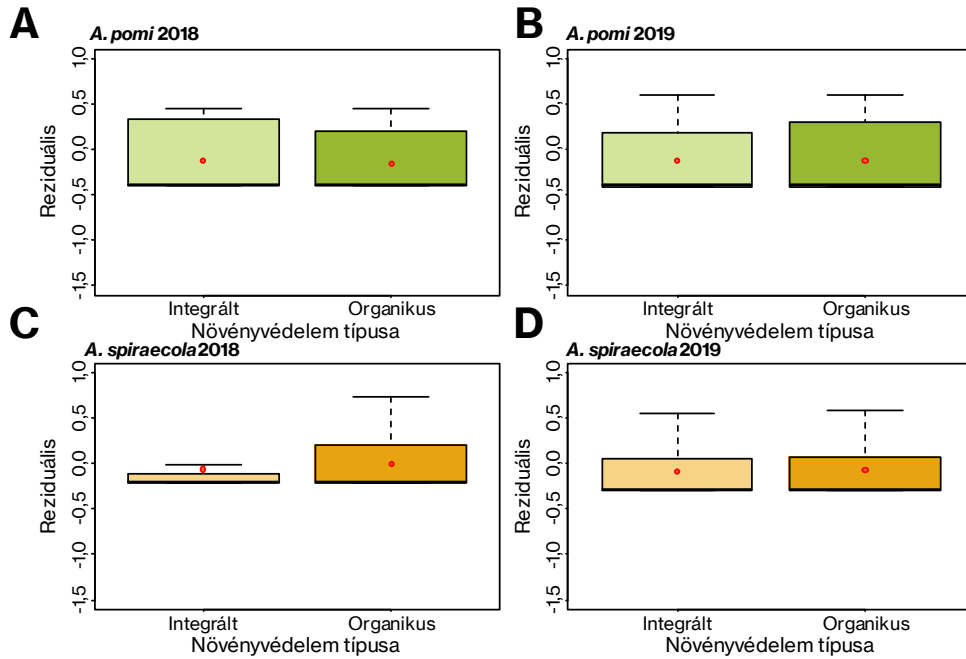 A
A. pomi 2018
1,0
0,5
0,0
-0,5
-1,0
-1,5
Reziduális
Integrált Organikus
Növényvédelem típusa
B
A. pomi 2019
1,0
0,5
0,0
-0,5
-1,0
-1,5
Reziduális
Integrált Organikus
Növényvédelem típusa
C
A. spiraecola 2018
1,0
0,5
0,0
-0,5
-1,0
-1,5
Reziduális
Integrált Organikus
Növényvédelem típusa
D
A. spiraecola 2019
1,0
0,5
0,0
-0,5
-1,0
-1,5
Reziduális
Integrált Organikus
Növényvédelem típusa